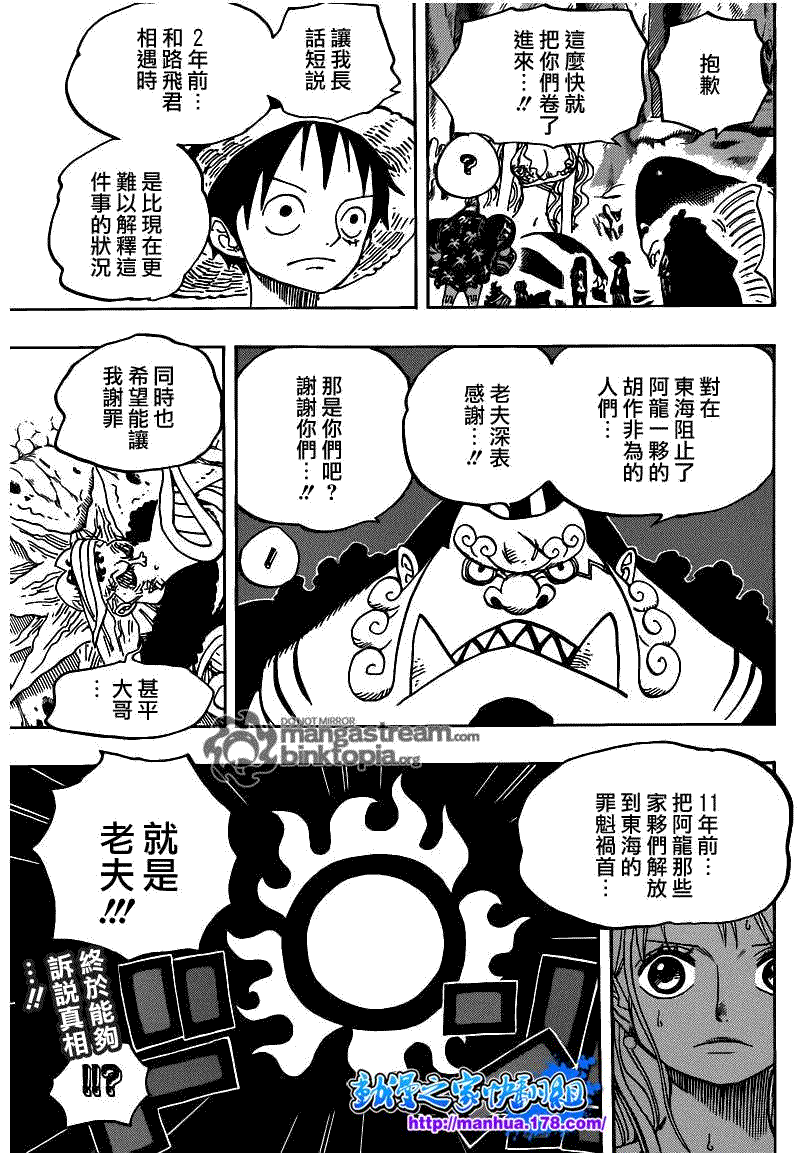 抱歉
這麼快就
把你們卷了
進來…!!
?
讓我長
話短説
2年前…
和路飛君
相遇時
是比現在更
難以解釋這
件事的狀況
對在
東海阻止了
阿龍一夥的
胡作非為的
人們…
老夫深表
感謝…!!
那是你們吧?
謝謝你們…!!
!
同時也
希望能讓
我謝罪
甚平
大哥
…
DO NOT MIRROR
mangastream.com
binktopia.org
11年前…
把阿龍那些
家夥們解放
到東海的
罪魁禍首…
就是
老夫!!!
終於能夠
訴説真相
…!!
!!?
動漫之家快翻組
http://manhua.178.com/